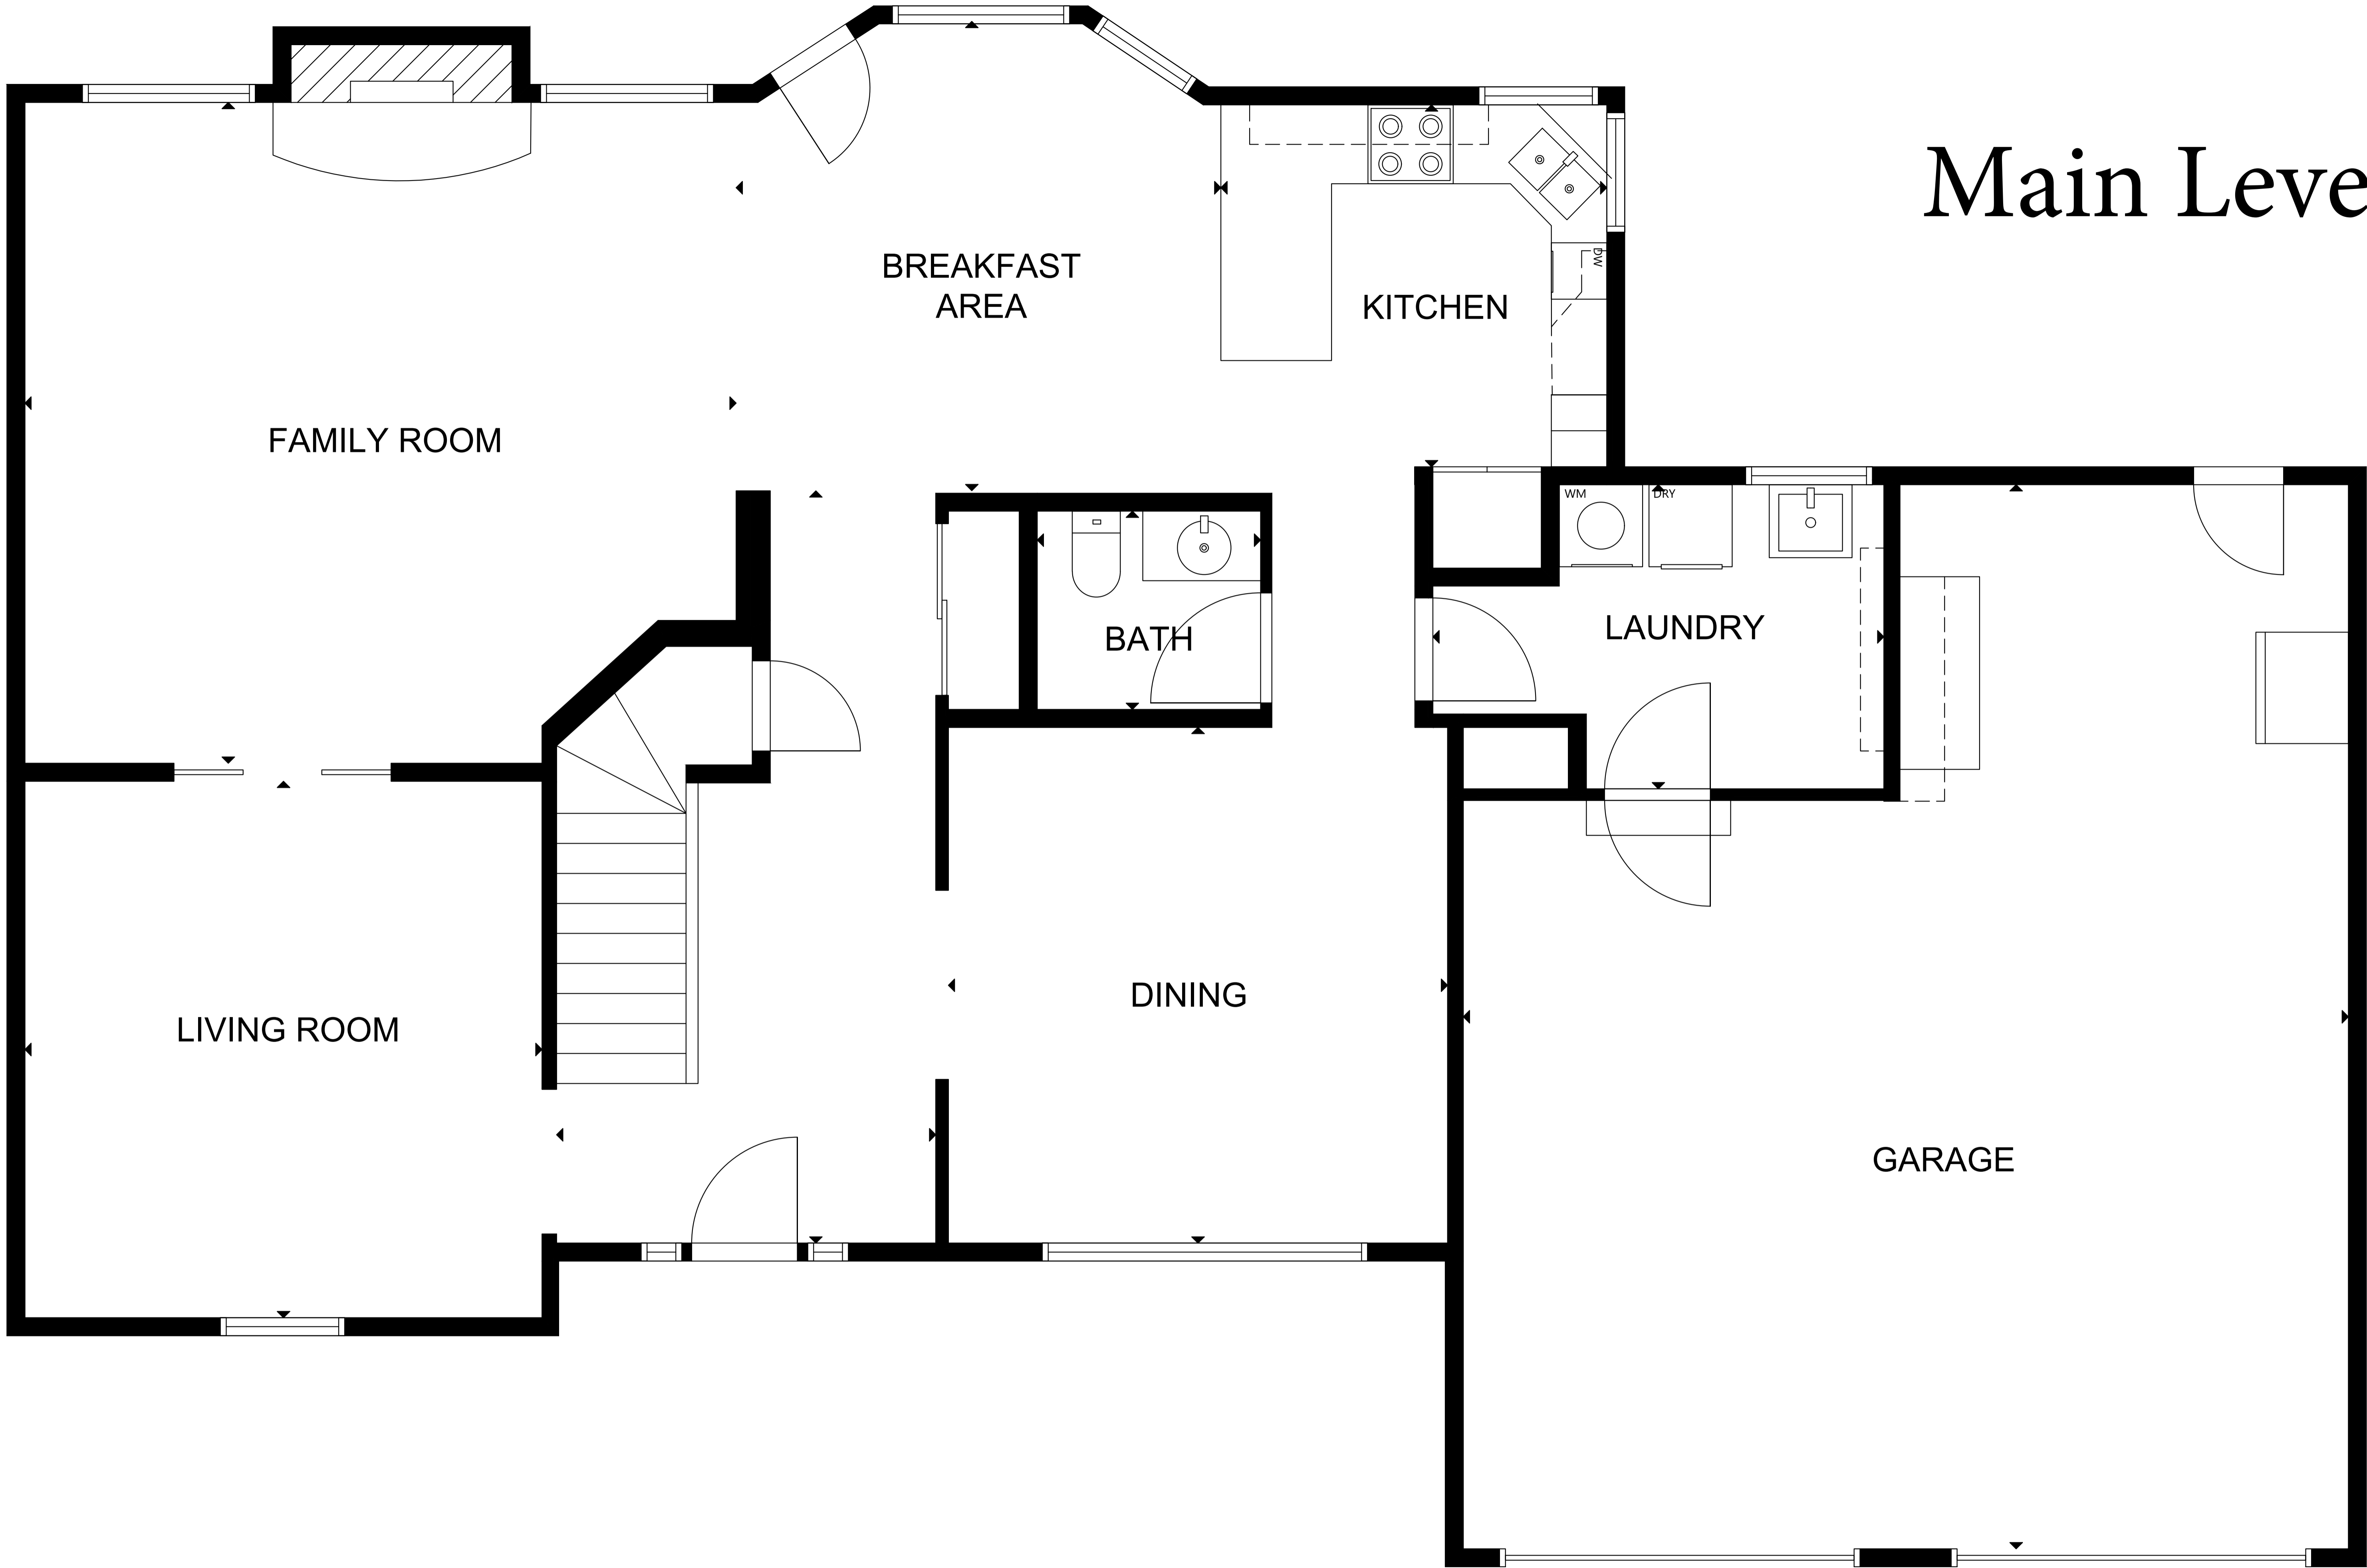 Main Leve
BREAKFAST
AREA
DW
KITCHEN
FAMILY ROOM
WM
DRY
LAUNDRY
BATH
DINING
LIVING ROOM
GARAGE